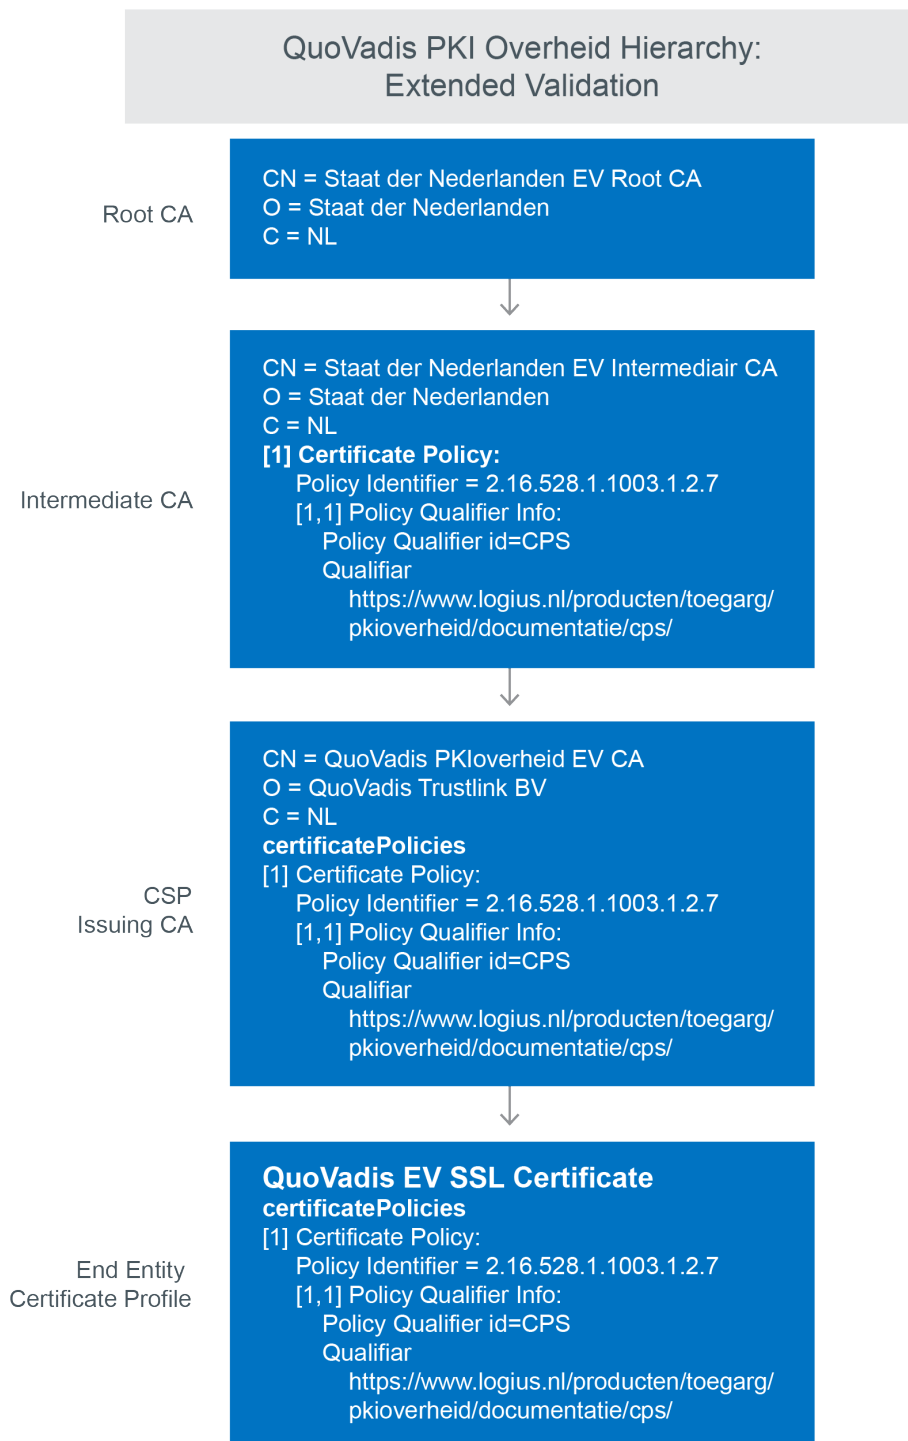 QuoVadis PKI Overheid Hierarchy:
Extended Validation
Root CA
CN = Staat der Nederlanden EV Root CA
O = Staat der Nederlanden
C = NL
Intermediate CA
CN = Staat der Nederlanden EV Intermediair CA
O = Staat der Nederlanden
C = NL
[1] Certificate Policy:
Policy Identifier = 2.16.528.1.1003.1.2.7
[1,1] Policy Qualifier Info:
Policy Qualifier id=CPS
Qualifiar
https://www.logius.nl/producten/toegarg/
pkioverheid/documentatie/cps/
CSP
Issuing CA
CN = QuoVadis PKIoverheid EV CA
O = QuoVadis Trustlink BV
C = NL
certificatePolicies
[1] Certificate Policy:
Policy Identifier = 2.16.528.1.1003.1.2.7
[1,1] Policy Qualifier Info:
Policy Qualifier id=CPS
Qualifiar
https://www.logius.nl/producten/toegarg/
pkioverheid/documentatie/cps/
End Entity
Certificate Profile
QuoVadis EV SSL Certificate
certificatePolicies
[1] Certificate Policy:
Policy Identifier = 2.16.528.1.1003.1.2.7
[1,1] Policy Qualifier Info:
Policy Qualifier id=CPS
Qualifiar
https://www.logius.nl/producten/toegarg/
pkioverheid/documentatie/cps/